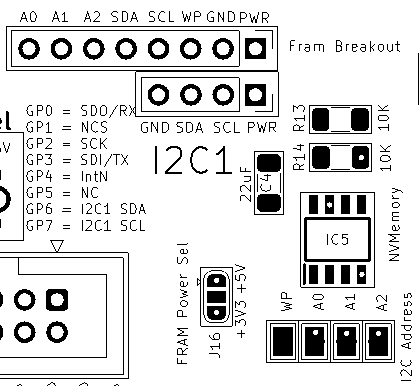 A0 A1 A2 SDA SCL WP GND PWR
Fram Breakout
GND SDA SCL PWR
I2C1
GP0 = SDO/RX
GP1 = NCS
GP2 = SCK
GP3 = SDI/TX
GP4 = IntN
GP5 = NC
GP6 = I2C1 SDA
GP7 = I2C1 SCL
R13 10K
R14 10K
22uF C4
IC5
NVMemory
FRAM Power Sel
J16
+3V3 +5V
WP A0 A1 A2
I2C Address